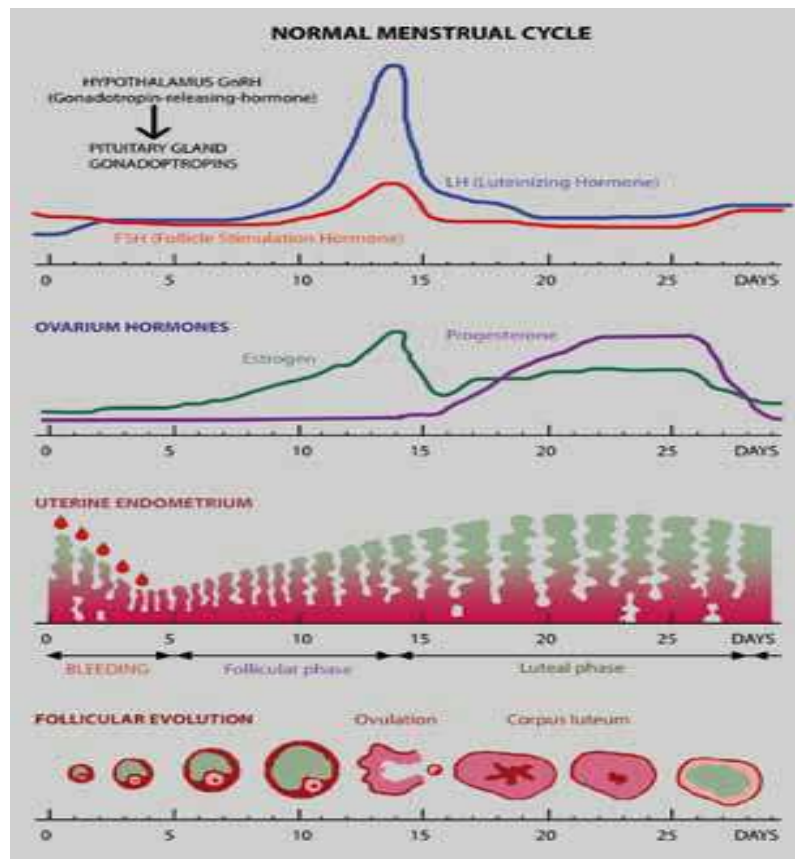 NORMAL MENSTRUAL CYCLE
HYPOTHALAMUS GnRH
(Gonadotropin-releasing-hormone)
PITUITARY GLAND
GONADOPTROPINS
LH (Luteinizing Hormone)
FSH (Follicle Stimulation Hormone)
0 5 10 15 20 25 DAYS
OVARIUM HORMONES
Progesterone
Estrogen
0 5 10 15 20 25 DAYS
UTERINE ENDOMETRIUM
0 5 10 15 20 25 DAYS
BLEEDING Follicular phase Luteal phase
FOLLICULAR EVOLUTION Ovulation Corpus luteum
0 5 10 15 20 25 DAYS